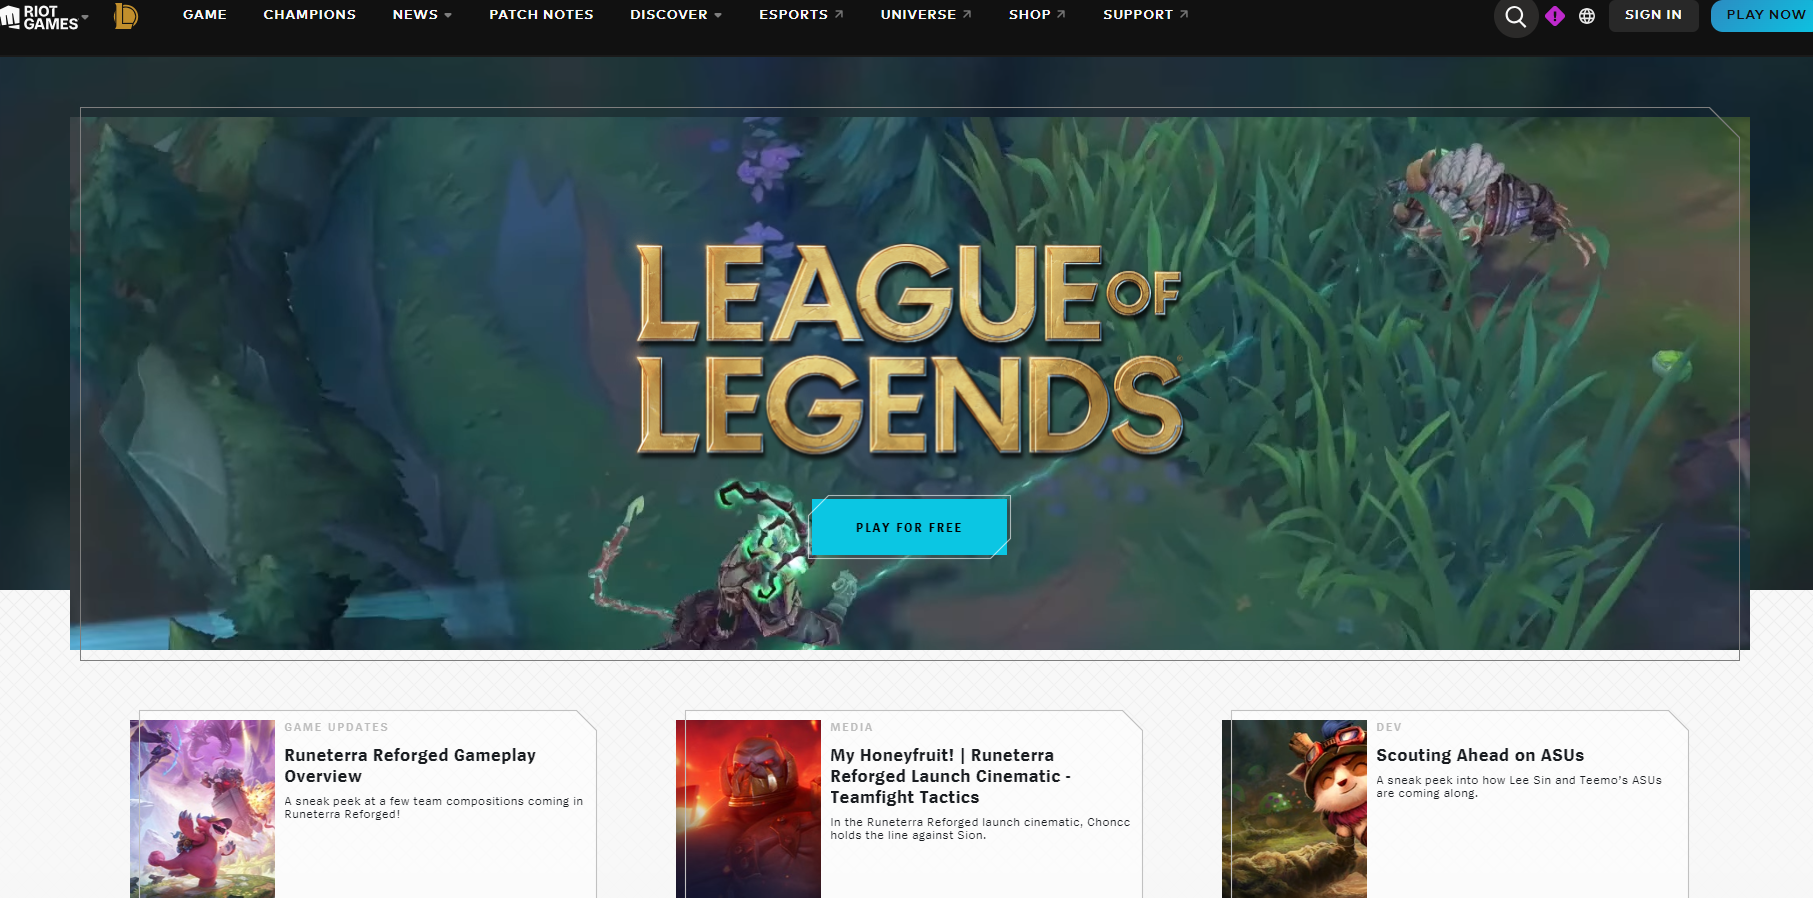 RIOT
GAMES
GAME
CHAMPIONS
NEWS
PATCH NOTES
DISCOVER
ESPORTS
UNIVERSE
SHOP
SUPPORT
SIGN IN
PLAY NOW
LEAGUE OF
LEGENDS
PLAY FOR FREE
GAME UPDATES
Runeterra Reforged Gameplay
Overview
A sneak peek at a few team compositions coming in
Runeterra Reforged!
MEDIA
My Honeyfruit! | Runeterra
Reforged Launch Cinematic -
Teamfight Tactics
In the Runeterra Reforged launch cinematic, Choncc
holds the line against Sion.
DEV
Scouting Ahead on ASUs
A sneak peek into how Lee Sin and Teemo's ASUs
are coming along.